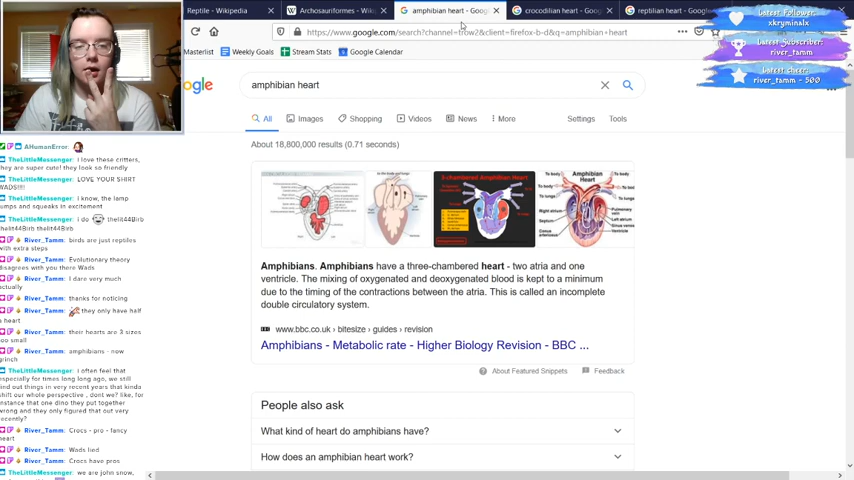 Reptile - Wikipedia
Archosauriformes - Wikipedia
amphibian heart - Goog
crocodilian heart - Goog
reptilian heart - Google
https://www.google.com/search?channel=trow2&client=firefox-b-d&q=amphibian+heart
Masterlist
Weekly Goals
Stream Stats
Google Calendar
Latest Follower:
xkryminalx
Latest Subscriber:
river_tamm
Latest cheer:
river_tamm - 500
ogle
amphibian heart
All
Images
Shopping
Videos
News
More
Settings
Tools
About 18,800,000 results (0.71 seconds)
3 chambered Amphibian Heart
Amphibian
Heart
Amphibians. Amphibians have a three-chambered heart - two atria and one
ventricle. The mixing of oxygenated and deoxygenated blood is kept to a minimum
due to the timing of the contractions between the atria. This is called an incomplete
double circulatory system.
www.bbc.co.uk › bitesize › guides › revision
Amphibians - Metabolic rate - Higher Biology Revision - BBC ...
About Featured Snippets
Feedback
People also ask
What kind of heart do amphibians have?
How does an amphibian heart work?
AHumanError:
TheLittleMessenger: I love these critters,
they are super cute! they look so friendly
TheLittleMessenger: LOVE YOUR SHIRT
WADS!!!!
TheLittleMessenger: I know, the lamp
umps and squeaks in excitement
TheLittleMessenger: i do thelit44Birb
thelit44Birb thelit44Birb
River_Tamm: birds are just reptiles
with extra steps
River_Tamm: Evolutionary theory
disagrees with you there Wads
River_Tamm: I dare very much
actually
River_Tamm: thanks for noticing
River_Tamm: they only have half
a heart
River_Tamm: their hearts are 3 sizes
too small
River_Tamm: amphibians - now
grinch
TheLittleMessenger: I often feel that
especially for times long long ago, we still
find out things in very recent years that kinda
shift our whole perspective , dont we? like, for
instance that one dino they put together
wrong and they only figured that out very
recently?
River_Tamm: Crocs - pro - fancy
heart
River_Tamm: Wads lied
River_Tamm: Crocs have pros
TheLittleMessenger: we are john snow,